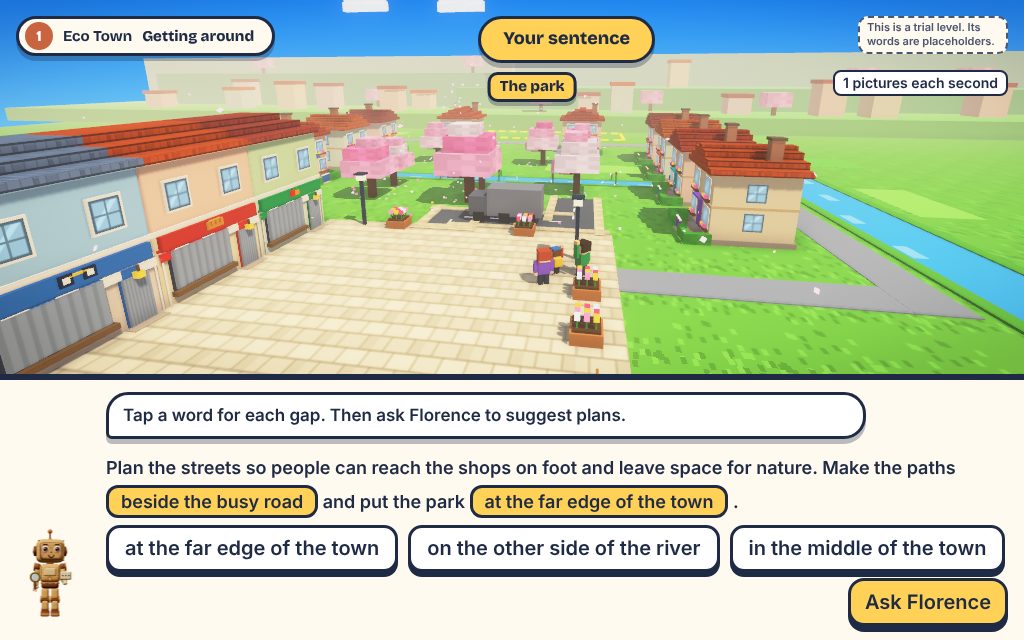 1 Eco Town Getting around
Your sentence
The park
This is a trial level. Its
words are placeholders.
1 pictures each second
Tap a word for each gap. Then ask Florence to suggest plans.
Plan the streets so people can reach the shops on foot and leave space for nature. Make the paths
beside the busy road and put the park at the far edge of the town .
at the far edge of the town
on the other side of the river
in the middle of the town
Ask Florence